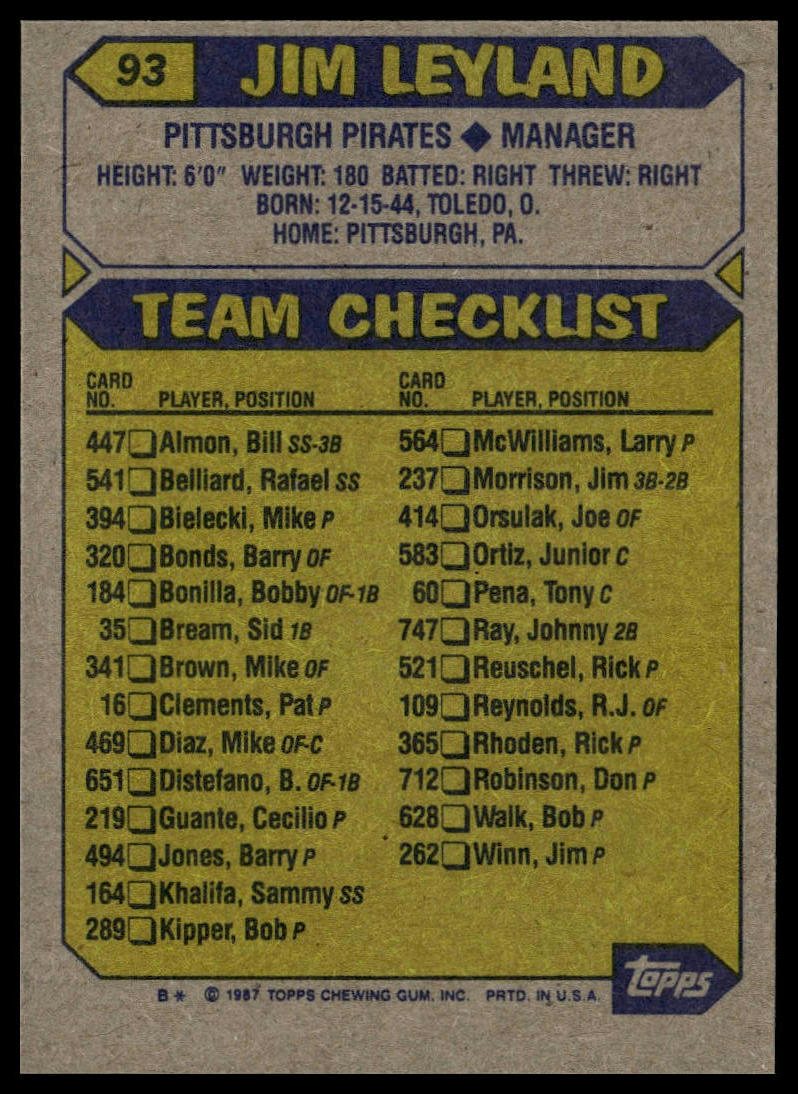 93 JIM LEYLAND
PITTSBURGH PIRATES ◆ MANAGER
HEIGHT: 6'0" WEIGHT: 180 BATTED: RIGHT THREW: RIGHT
BORN: 12-15-44, TOLEDO, O.
HOME: PITTSBURGH, PA.
TEAM CHECKLIST
CARD
NO. PLAYER, POSITION
447 Almon, Bill SS-3B
541 Belliard, Rafael SS
394 Bielecki, Mike P
320 Bonds, Barry OF
184 Bonilla, Bobby OF-1B
35 Bream, Sid 1B
341 Brown, Mike OF
16 Clements, Pat P
469 Diaz, Mike OF-C
651 Distefano, B. OF-1B
219 Guante, Cecilio P
494 Jones, Barry P
164 Khalifa, Sammy SS
289 Kipper, Bob P
CARD
NO. PLAYER, POSITION
564 McWilliams, Larry P
237 Morrison, Jim 3B-2B
414 Orsulak, Joe OF
583 Ortiz, Junior C
60 Pena, Tony C
747 Ray, Johnny 2B
521 Reuschel, Rick P
109 Reynolds, R.J. OF
365 Rhoden, Rick P
712 Robinson, Don P
628 Walk, Bob P
262 Winn, Jim P
topps
B* © 1987 TOPPS CHEWING GUM. INC. PRTD. IN U.S.A.